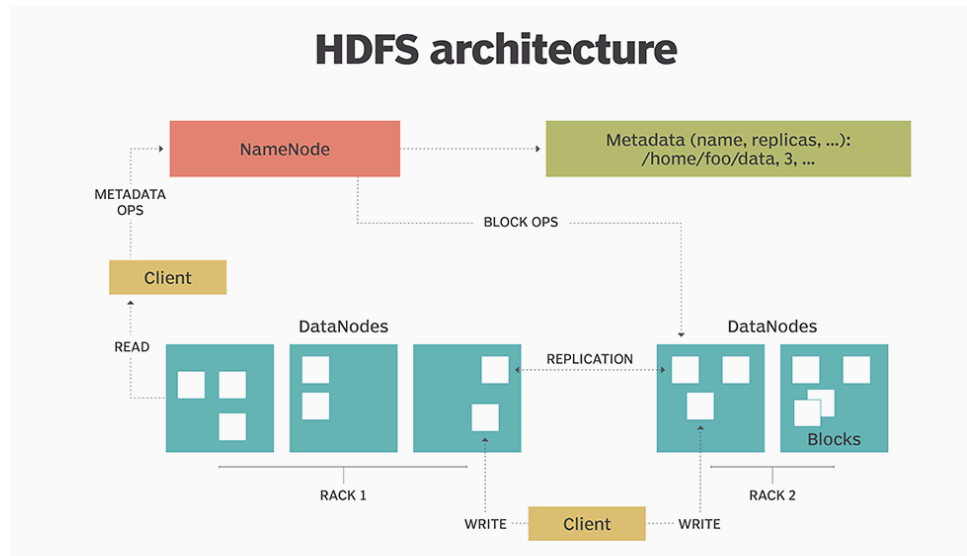 HDFS architecture
NameNode
Metadata (name, replicas, ...):
/home/foo/data, 3, ...
METADATA
OPS
BLOCK OPS
Client
DataNodes
DataNodes
READ
REPLICATION
Blocks
RACK 1
RACK 2
WRITE
Client
WRITE